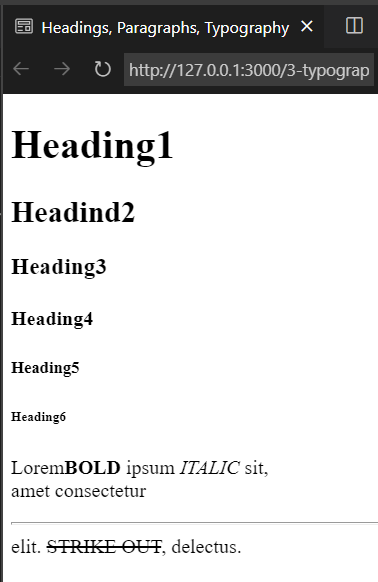 Headings, Paragraphs, Typography
http://127.0.0.1:3000/3-typograp
Heading1
Headind2
Heading3
Heading4
Heading5
Heading6
LoremBOLD ipsum ITALIC sit,
amet consectetur
elit. STRIKE OUT, delectus.